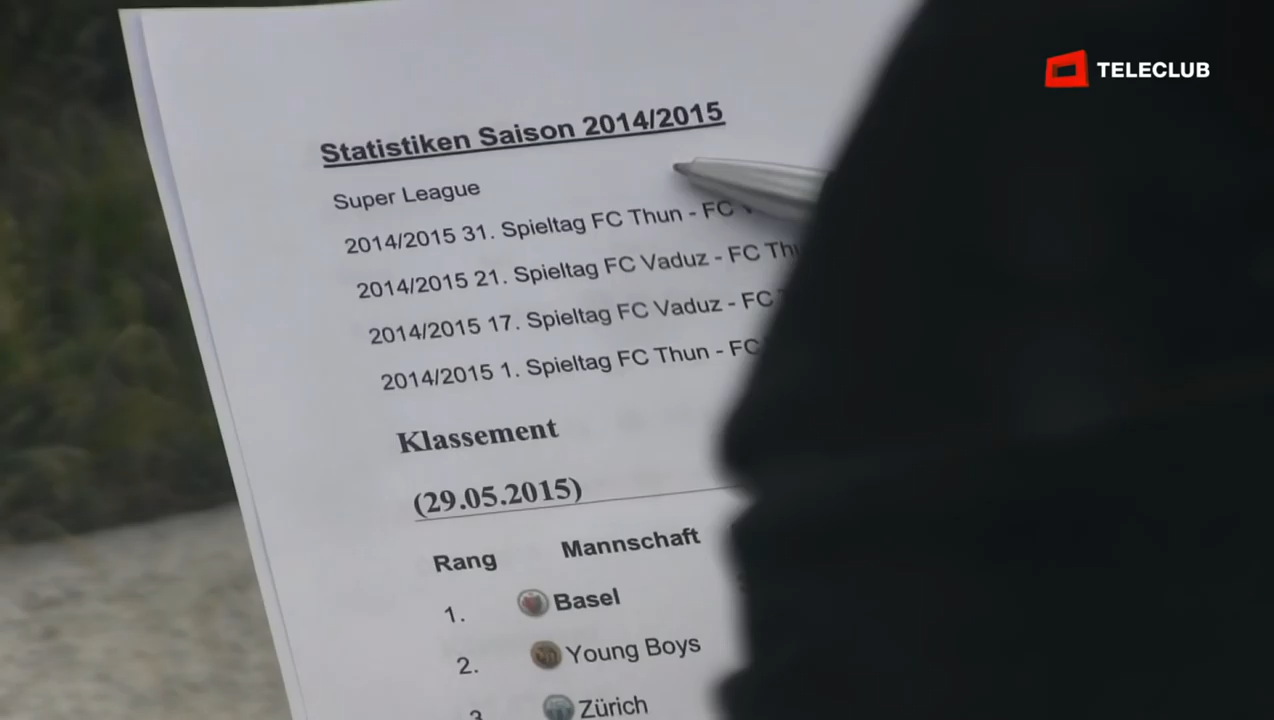 TELECLUB
Statistiken Saison 2014/2015
Super League
2014/2015 31. Spieltag FC Thun - FC
2014/2015 21. Spieltag FC Vaduz - FC
2014/2015 17. Spieltag FC Vaduz - FC
2014/2015 1. Spieltag FC Thun - FC
Klassement
(29.05.2015)
Rang Mannschaft
1. Basel
2. Young Boys
3. Zürich